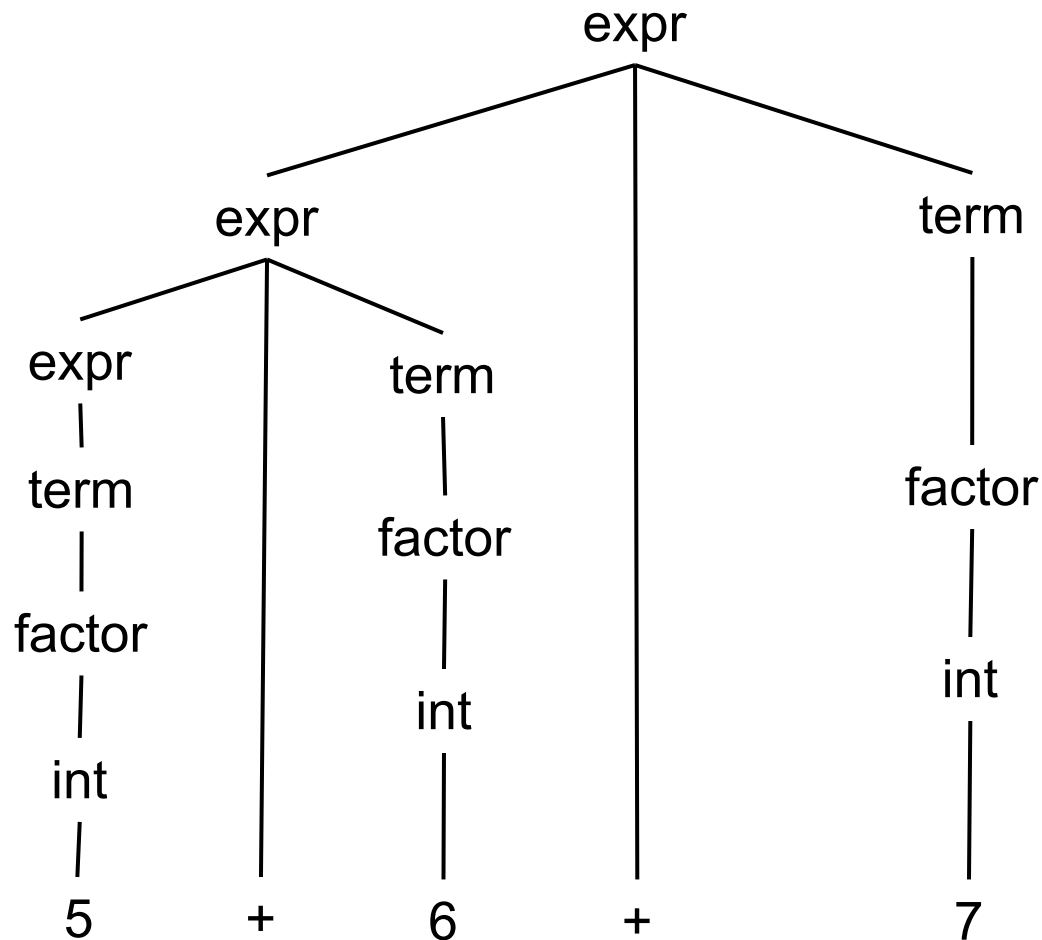 expr
expr term
expr term
term factor
factor
factor int
int
int
5 + 6 + 7